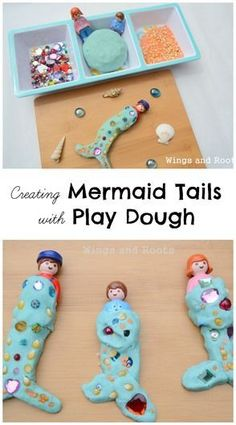 Wings and Roots
Creating Mermaid Tails
with Play Dough
Wings and Roots